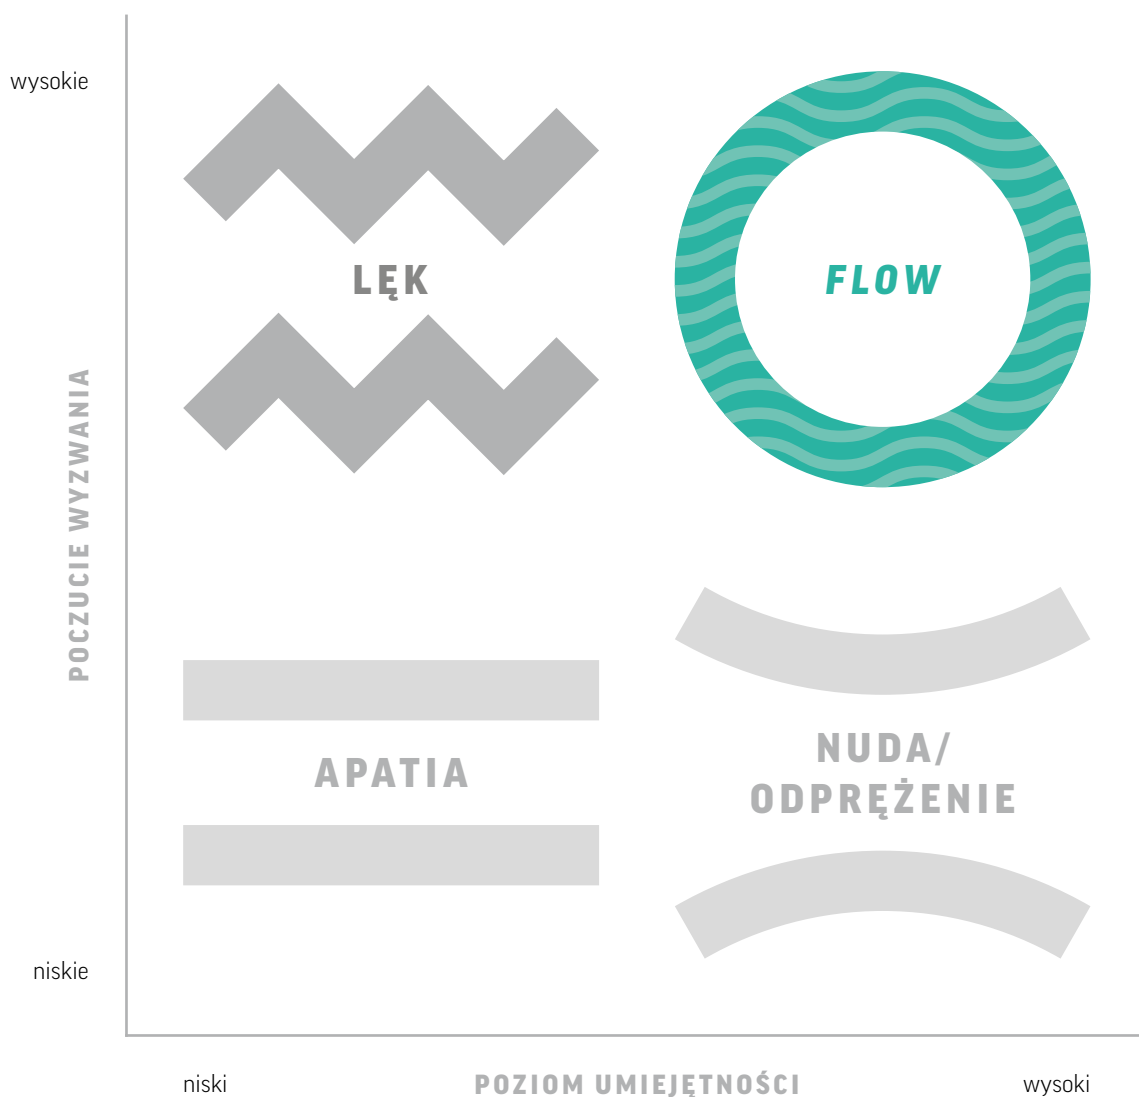 wysokie
LĘK
FLOW
POCZUCIE WYZWANIA
APATIA
NUDA/
ODPRĘŻENIE
niskie
niski
POZIOM UMIEJĘTNOŚCI
wysoki